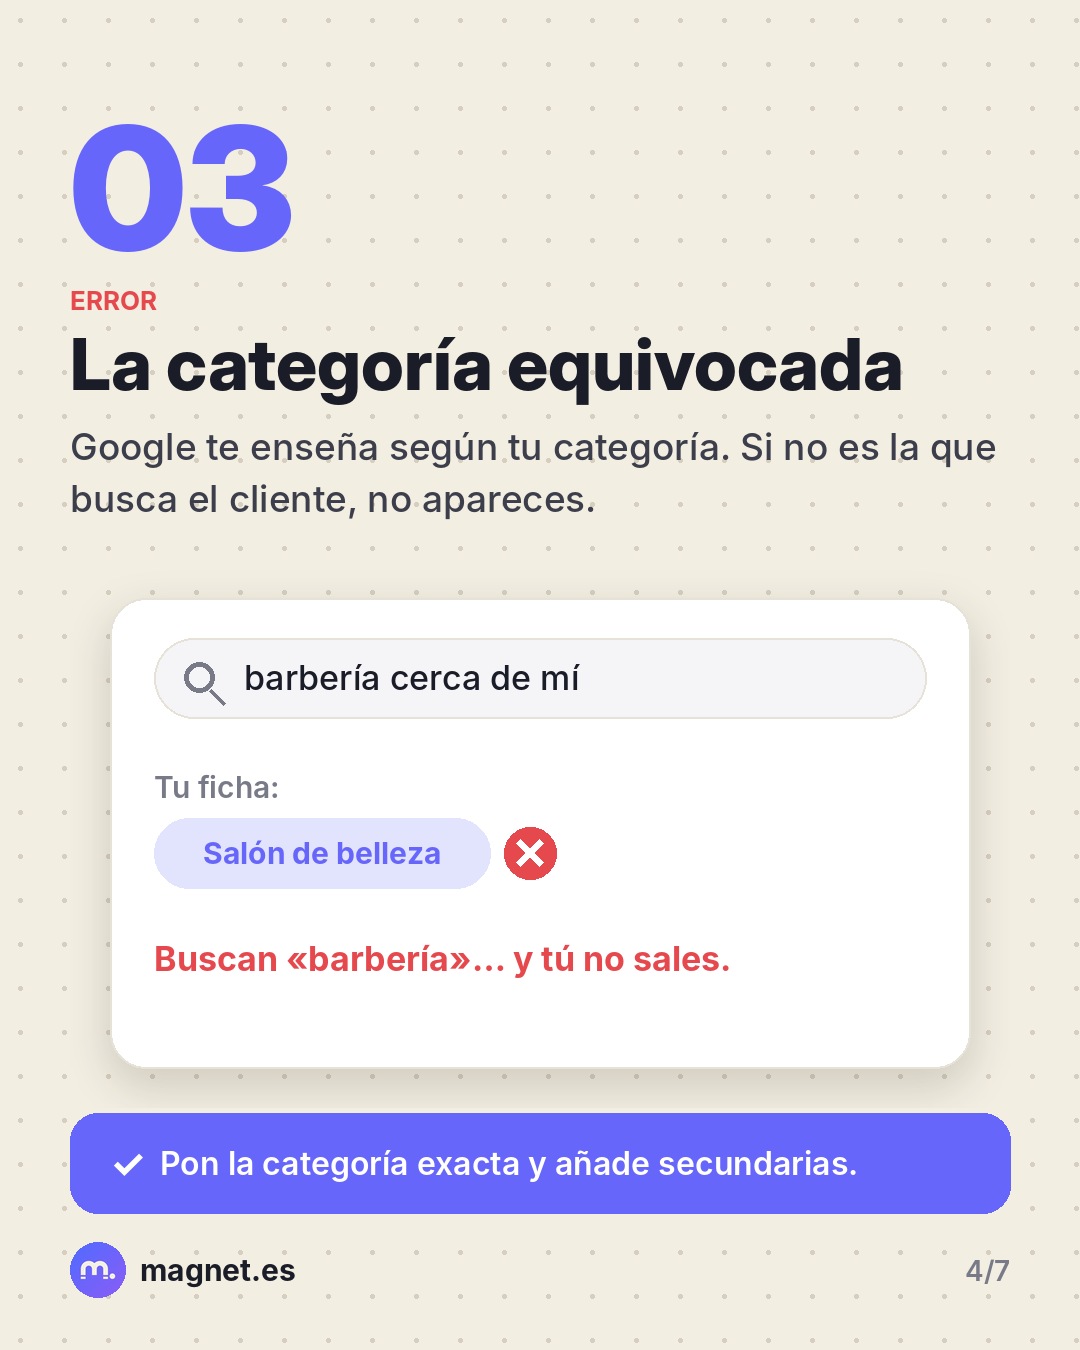 03
ERROR
La categoría equivocada
Google te enseña según tu categoría. Si no es la que
busca el cliente, no apareces.
barbería cerca de mí
Tu ficha:
Salón de belleza
Buscan «barbería»... y tú no sales.
Pon la categoría exacta y añade secundarias.
m. magnet.es
4/7